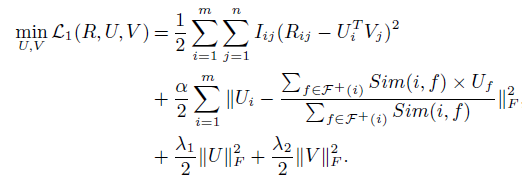 \min_{U,V} \mathcal{L}_1(R, U, V) = \frac{1}{2} \sum_{i=1}^{m} \sum_{j=1}^{n} I_{ij} (R_{ij} - U_i^T V_j)^2
+ \frac{\alpha}{2} \sum_{i=1}^{m} \| U_i - \frac{\sum_{f \in \mathcal{F}^+(i)} Sim(i, f) \times U_f}{\sum_{f \in \mathcal{F}^+(i)} Sim(i, f)} \|_F^2
+ \frac{\lambda_1}{2} \| U \|_F^2 + \frac{\lambda_2}{2} \| V \|_F^2.